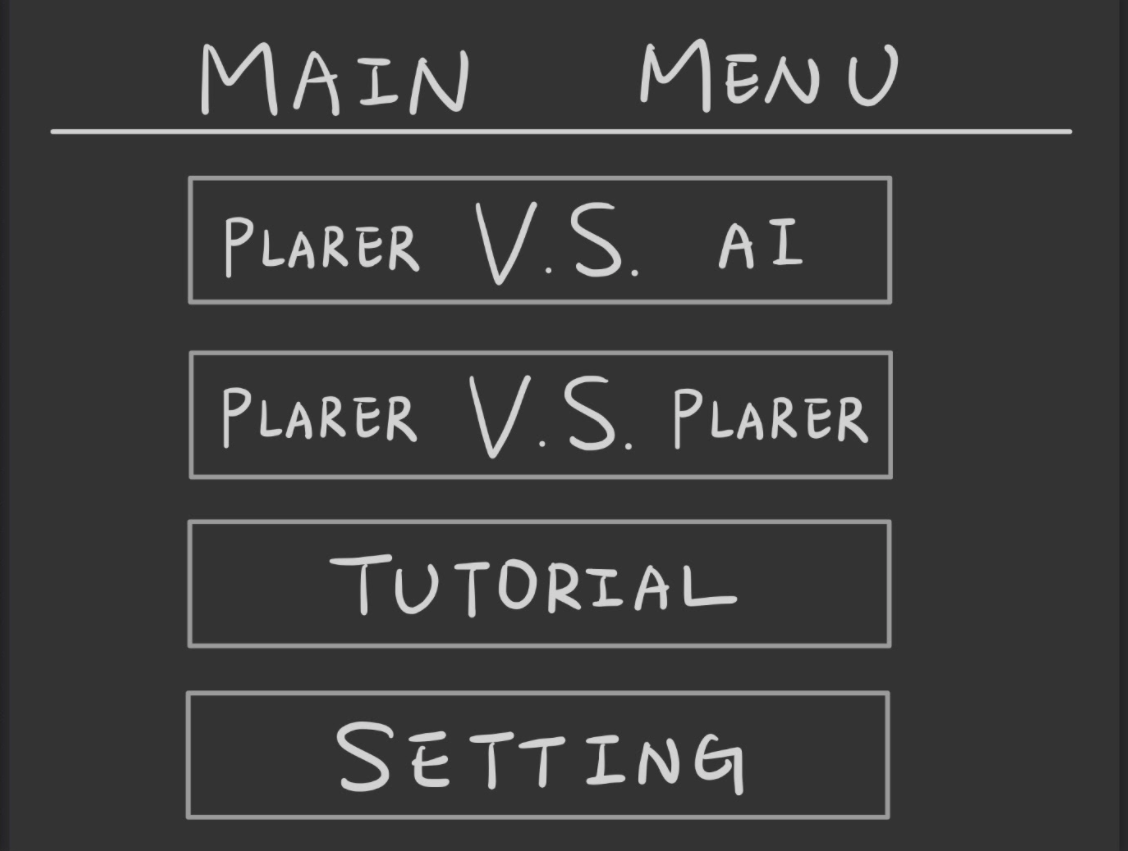 MAIN MENU
PLARER V.S. AI
PLARER V.S. PLARER
TUTORIAL
SETTING